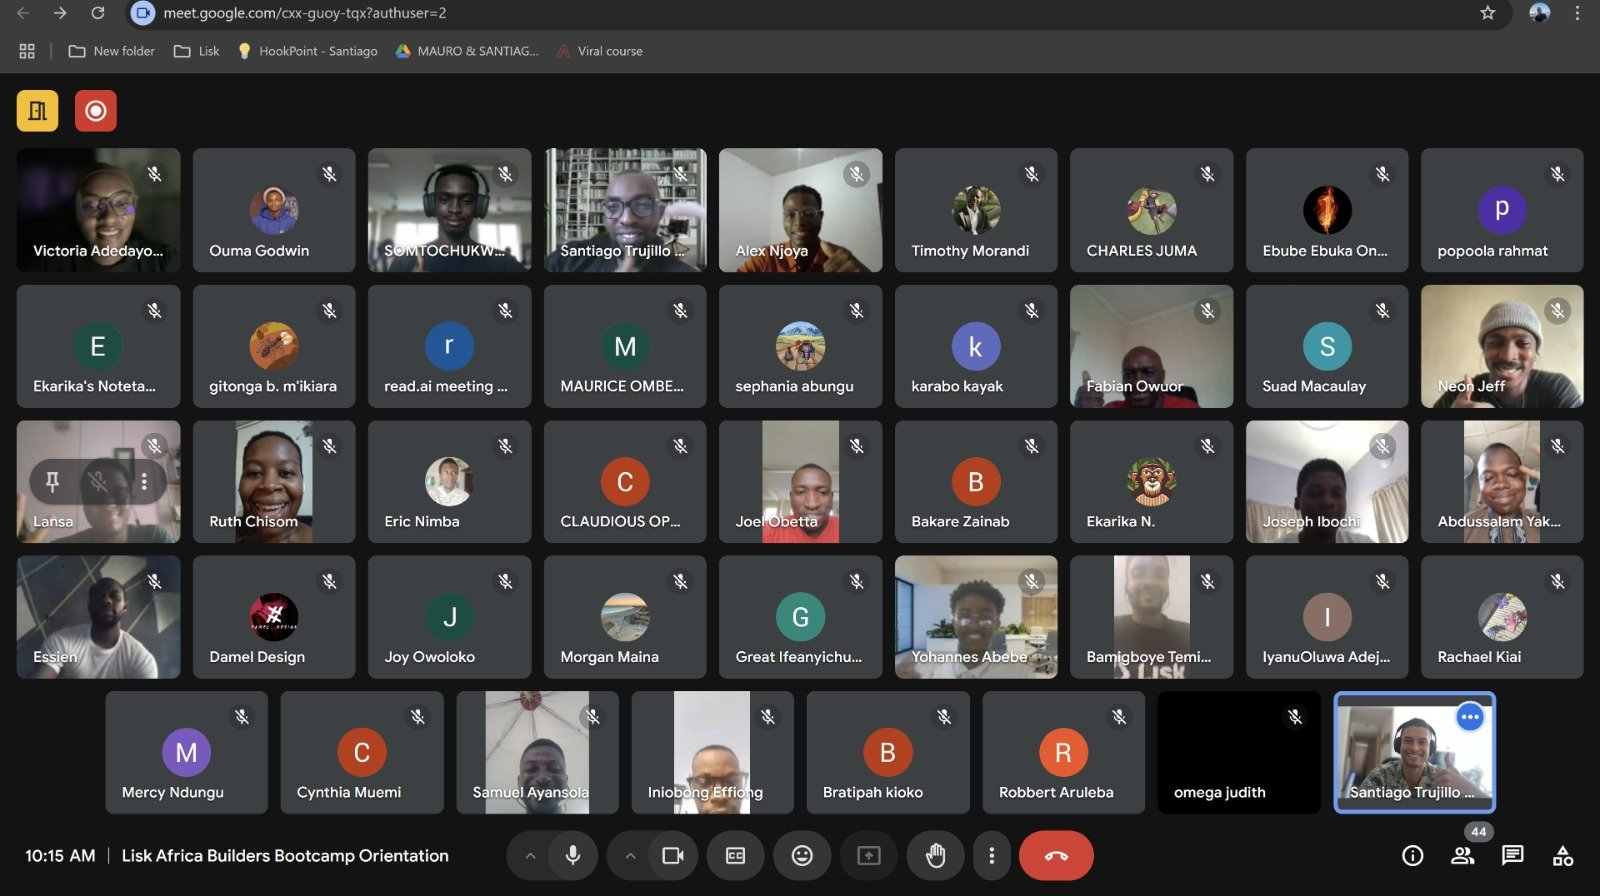 meet.google.com/cxx-guoy-tqx?authuser=2
New folder
Lisk
HookPoint - Santiago
MAURO & SANTIAG...
Viral course
Victoria Adedayo...
Ouma Godwin
SOMTOCHUKW...
Santiago Trujillo ...
Alex Njoya
Timothy Morandi
CHARLES JUMA
Ebube Ebuka On...
p
popoola rahmat
E
Ekarika's Noteta...
gitonga b. m'ikiara
r
read.ai meeting ...
M
MAURICE OMBE...
sephania abungu
k
karabo kayak
Fabian Owuor
S
Suad Macaulay
Neon Jeff
Lansa
Ruth Chisom
Eric Nimba
C
CLAUDIOUS OP...
Joel Obetta
B
Bakare Zainab
Ekarika N.
Joseph Ibochi
Abdussalam Yak...
Essien
DAMEL DESIGN
Damel Design
J
Joy Owoloko
Morgan Maina
G
Great Ifeanyichu...
Yohannes Abebe
Bamigboye Temi...
Lisk
I
IyanuOluwa Adej...
Rachael Kiai
M
Mercy Ndungu
C
Cynthia Muemi
Samuel Ayansola
Iniobong Effiong
B
Bratipah kioko
R
Robbert Aruleba
omega judith
Santiago Trujillo ...
10:15 AM | Lisk Africa Builders Bootcamp Orientation
CC
44